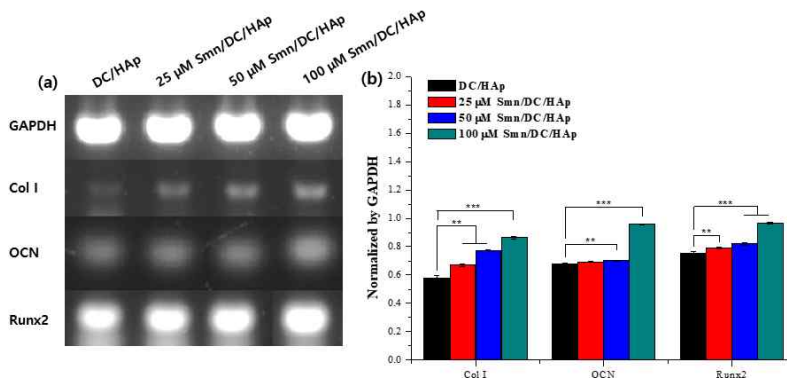 (a)
DC/HAp
25 μM Smn/DC/HAp
50 μM Smn/DC/HAp
100 μM Smn/DC/HAp
GAPDH
Col I
OCN
Runx2
(b)
Normalized by GAPDH
2.0
1.8
1.6
1.4
1.2
1.0
0.8
0.6
0.4
0.2
0.0
DC/HAp
25 μM Smn/DC/HAp
50 μM Smn/DC/HAp
100 μM Smn/DC/HAp
***
**
***
**
***
**
Col I
OCN
Runx2